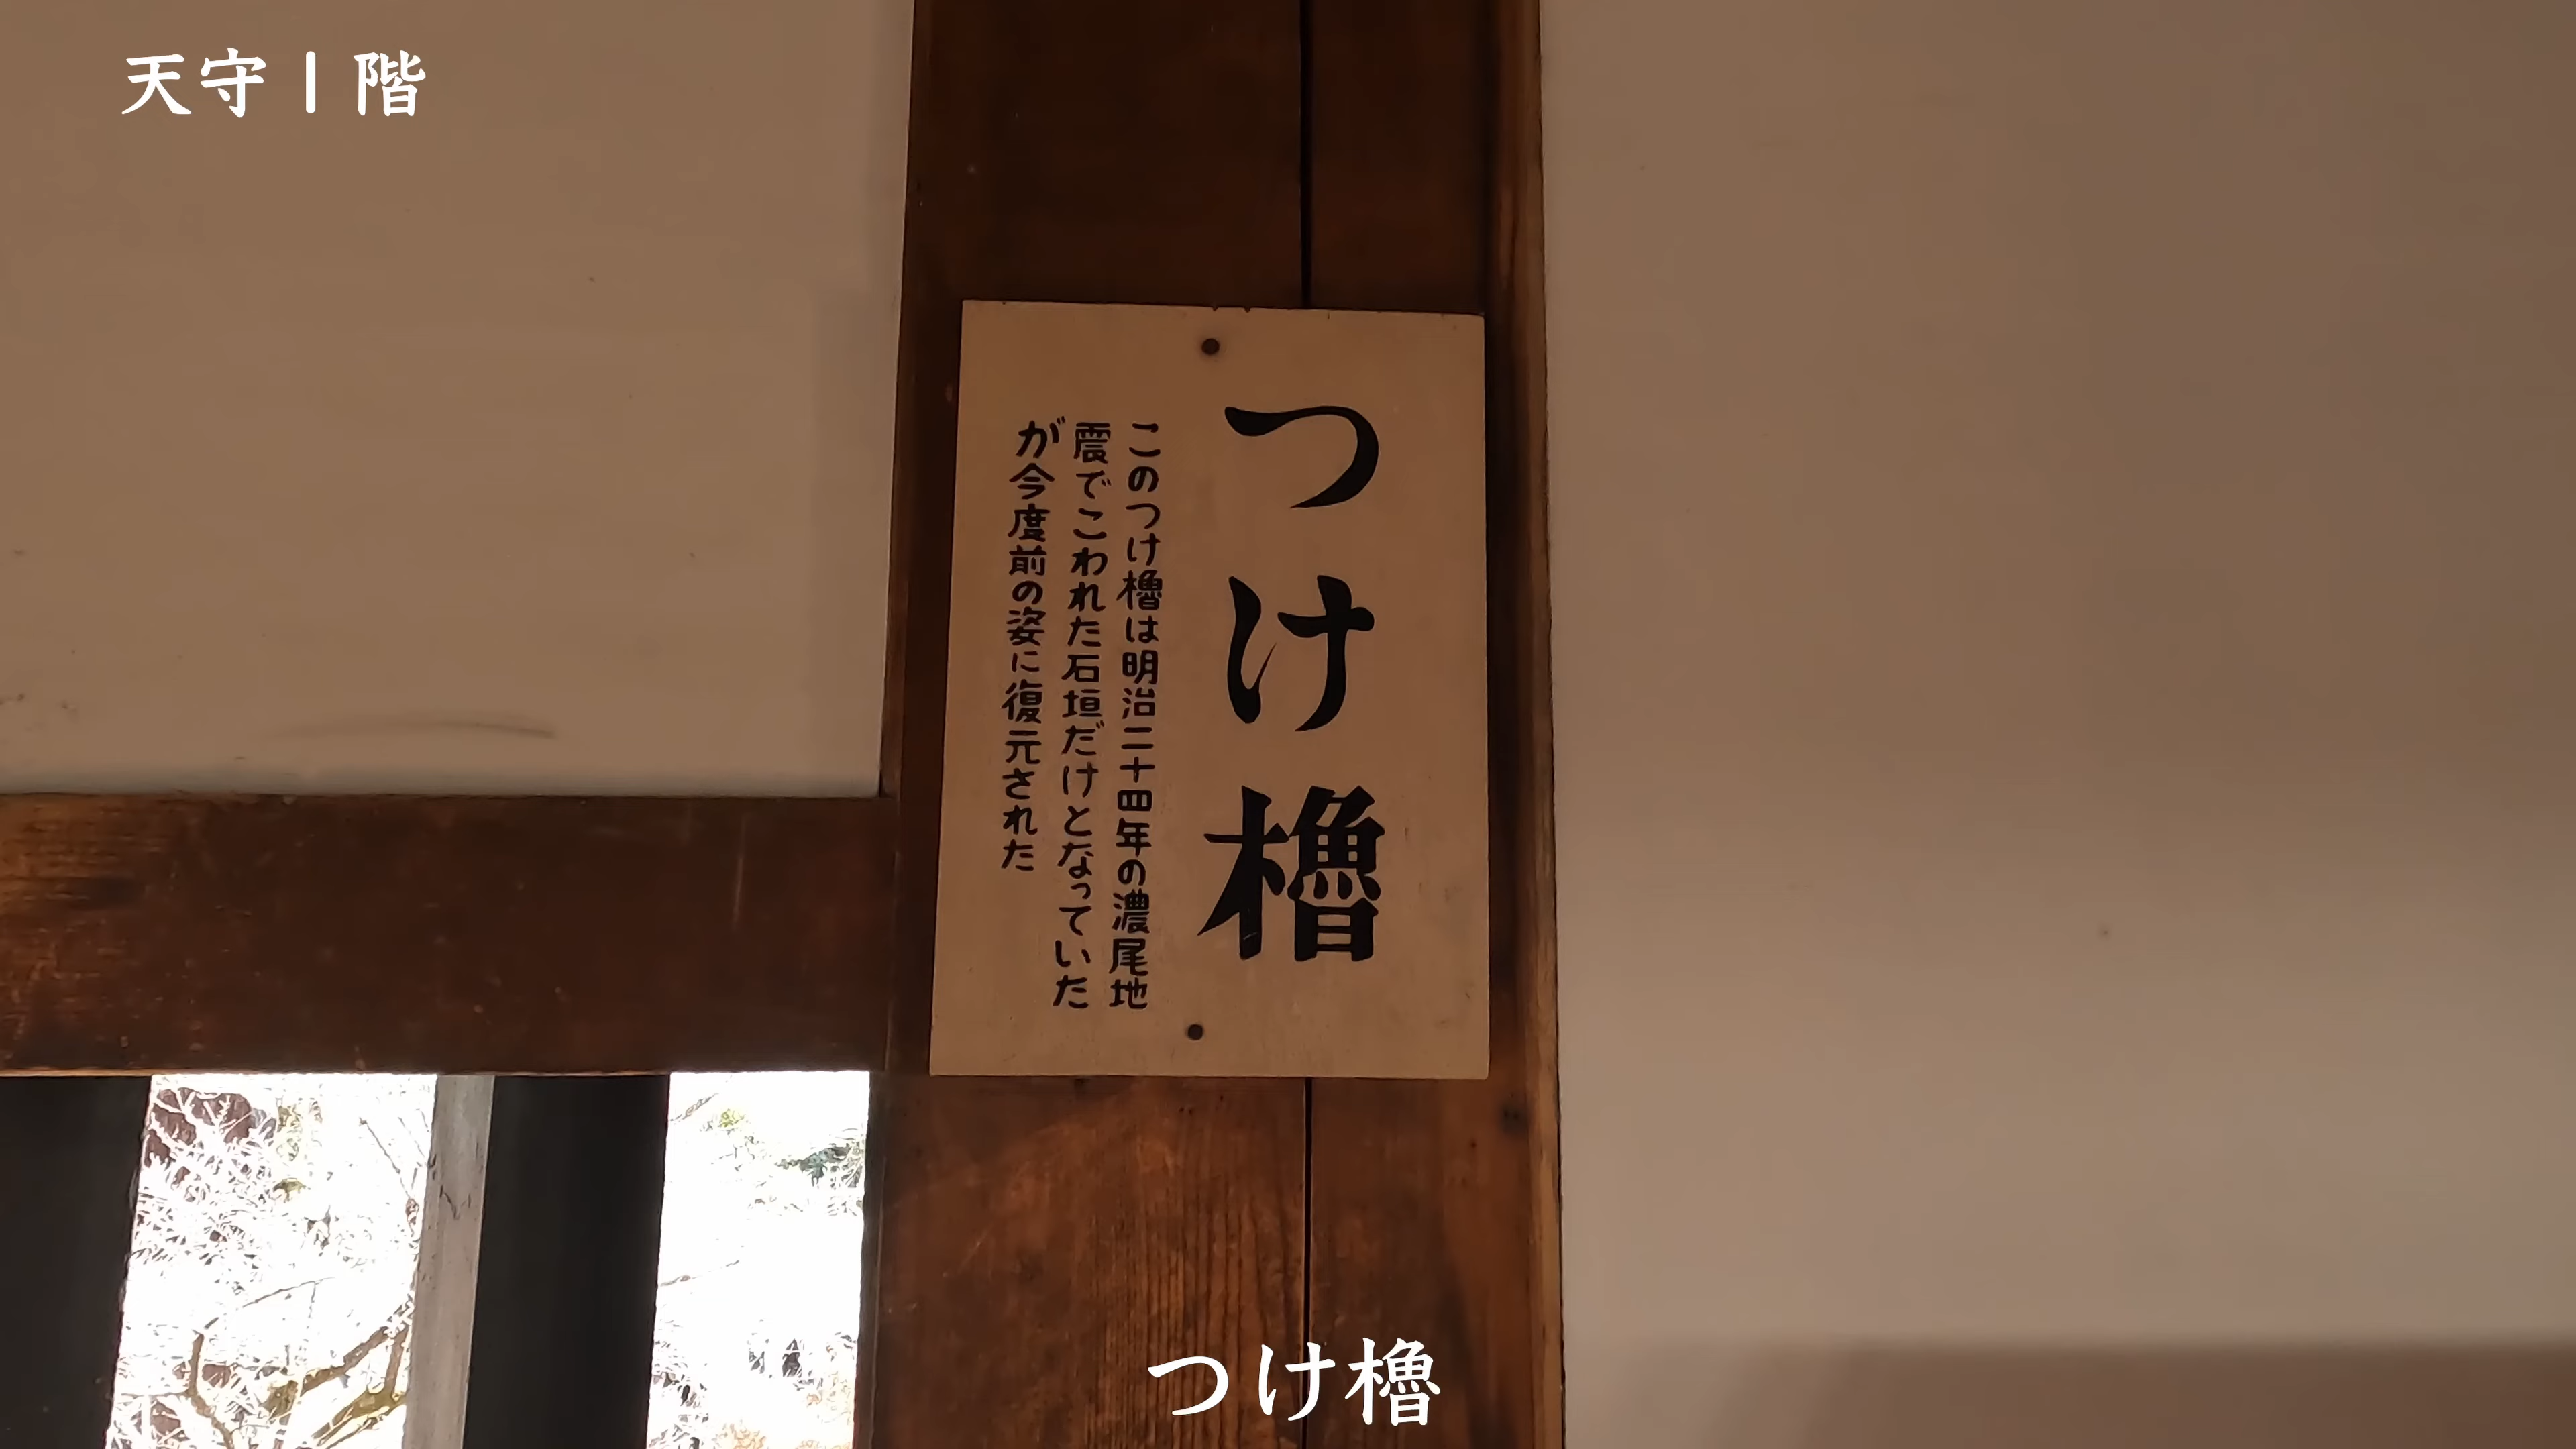 天守1階
つけ櫓
このつけ櫓は明治二十四年の濃尾地
震でこわれた石垣だけとなっていた
が今度前の姿に復元された
つけ櫓